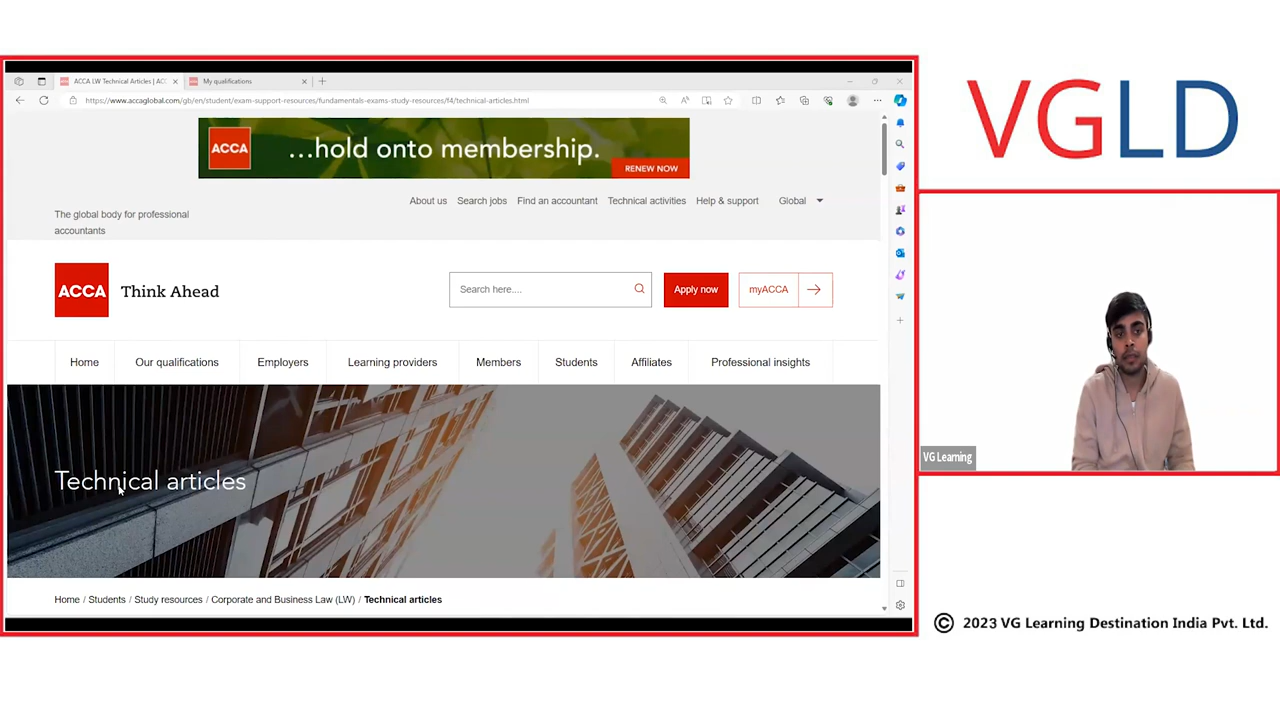 ACCA LW Technical Articles | ACC
My qualifications
https://www.accaglobal.com/gb/en/student/exam-support-resources/fundamentals-exams-study-resources/f4/technical-articles.html
ACCA
...hold onto membership.
RENEW NOW
About us Search jobs Find an accountant Technical activities Help & support Global
The global body for professional
accountants
ACCA Think Ahead
Search here....
Apply now
myACCA
Home Our qualifications Employers Learning providers Members Students Affiliates Professional insights
Technical articles
Home / Students / Study resources / Corporate and Business Law (LW) / Technical articles
VGLD
VG Learning
© 2023 VG Learning Destination India Pvt. Ltd.